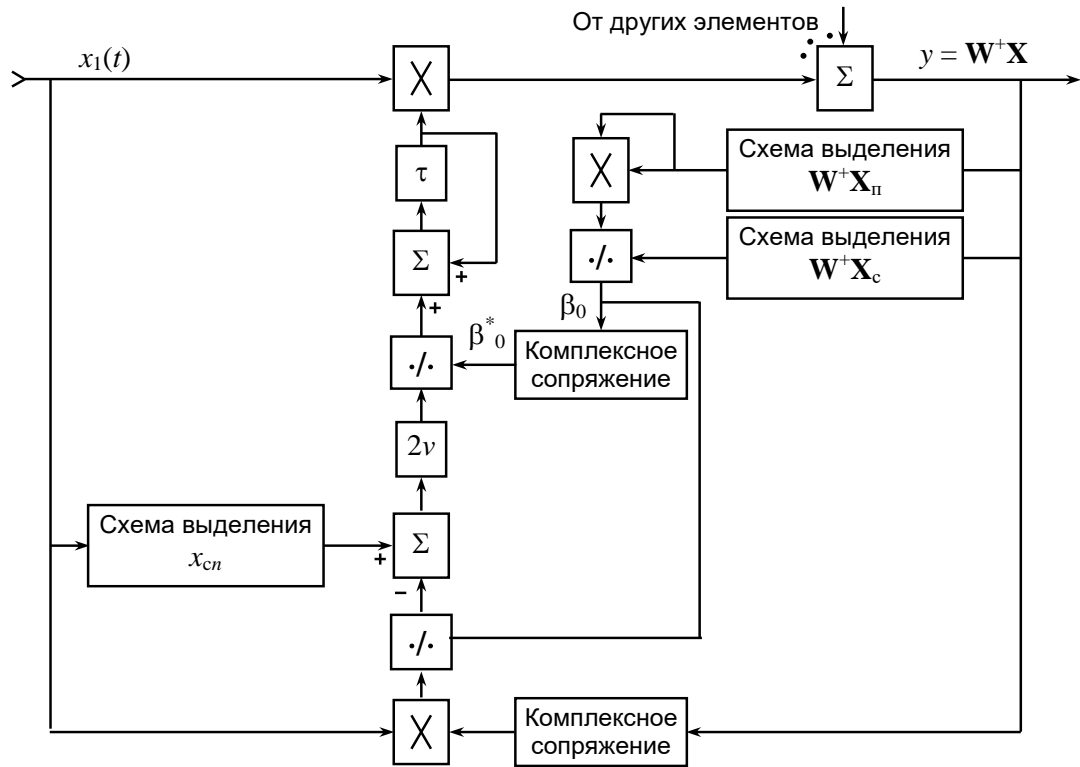 От других элементов
x₁(t)
y = W⁺X
Σ
τ
Схема выделения
W⁺Xп
Σ
+
+
·/·
Схема выделения
W⁺Xс
β₀
β*₀
·/·
Комплексное
сопряжение
2v
Схема выделения
xсn
Σ
+
−
·/·
Комплексное
сопряжение